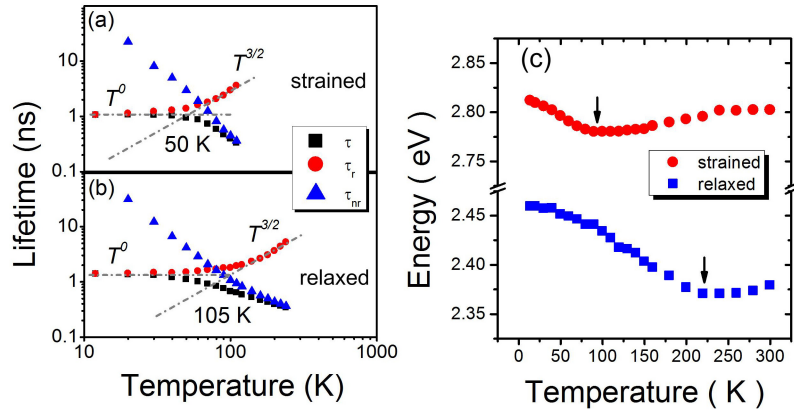 (a)
10
1
0.1
T^0
T^{3/2}
strained
50 K
τ
τ_r
τ_nr
(b)
10
1
0.1
T^0
T^{3/2}
relaxed
105 K
Lifetime (ns)
10
100
1000
Temperature (K)
(c)
2.85
2.80
2.75
2.45
2.40
2.35
strained
relaxed
Energy ( eV)
0
50
100
150
200
250
300
Temperature ( K )